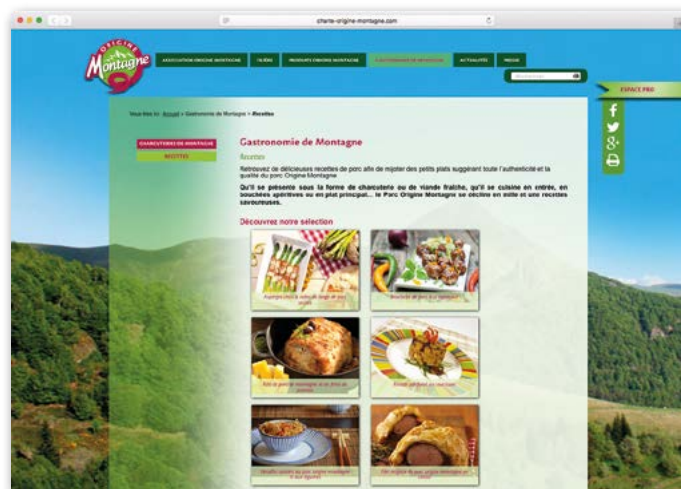 charte-origine-montagne.com
ORIGINE
Montagne
ASSOCIATION ORIGINE MONTAGNE
FILIÈRE
PRODUITS ORIGINE MONTAGNE
GASTRONOMIE DE MONTAGNE
ACTUALITÉS
PRESSE
ESPACE PRO
Vous êtes ici : Accueil > Gastronomie de Montagne > Recettes
CHARCUTERIES DE MONTAGNE
RECETTES
Gastronomie de Montagne
Recettes
Retrouvez de délicieuses recettes de porc afin de mijoter des petits plats suggérant toute l'authenticité et la
qualité du porc Origine Montagne
Qu'il se présente sous la forme de charcuterie ou de viande fraîche, qu'il se cuisine en entrée, en
bouchées apéritives ou en plat principal... le Porc Origine Montagne se décline en mille et une recettes
savoureuses.
Découvrez notre sélection